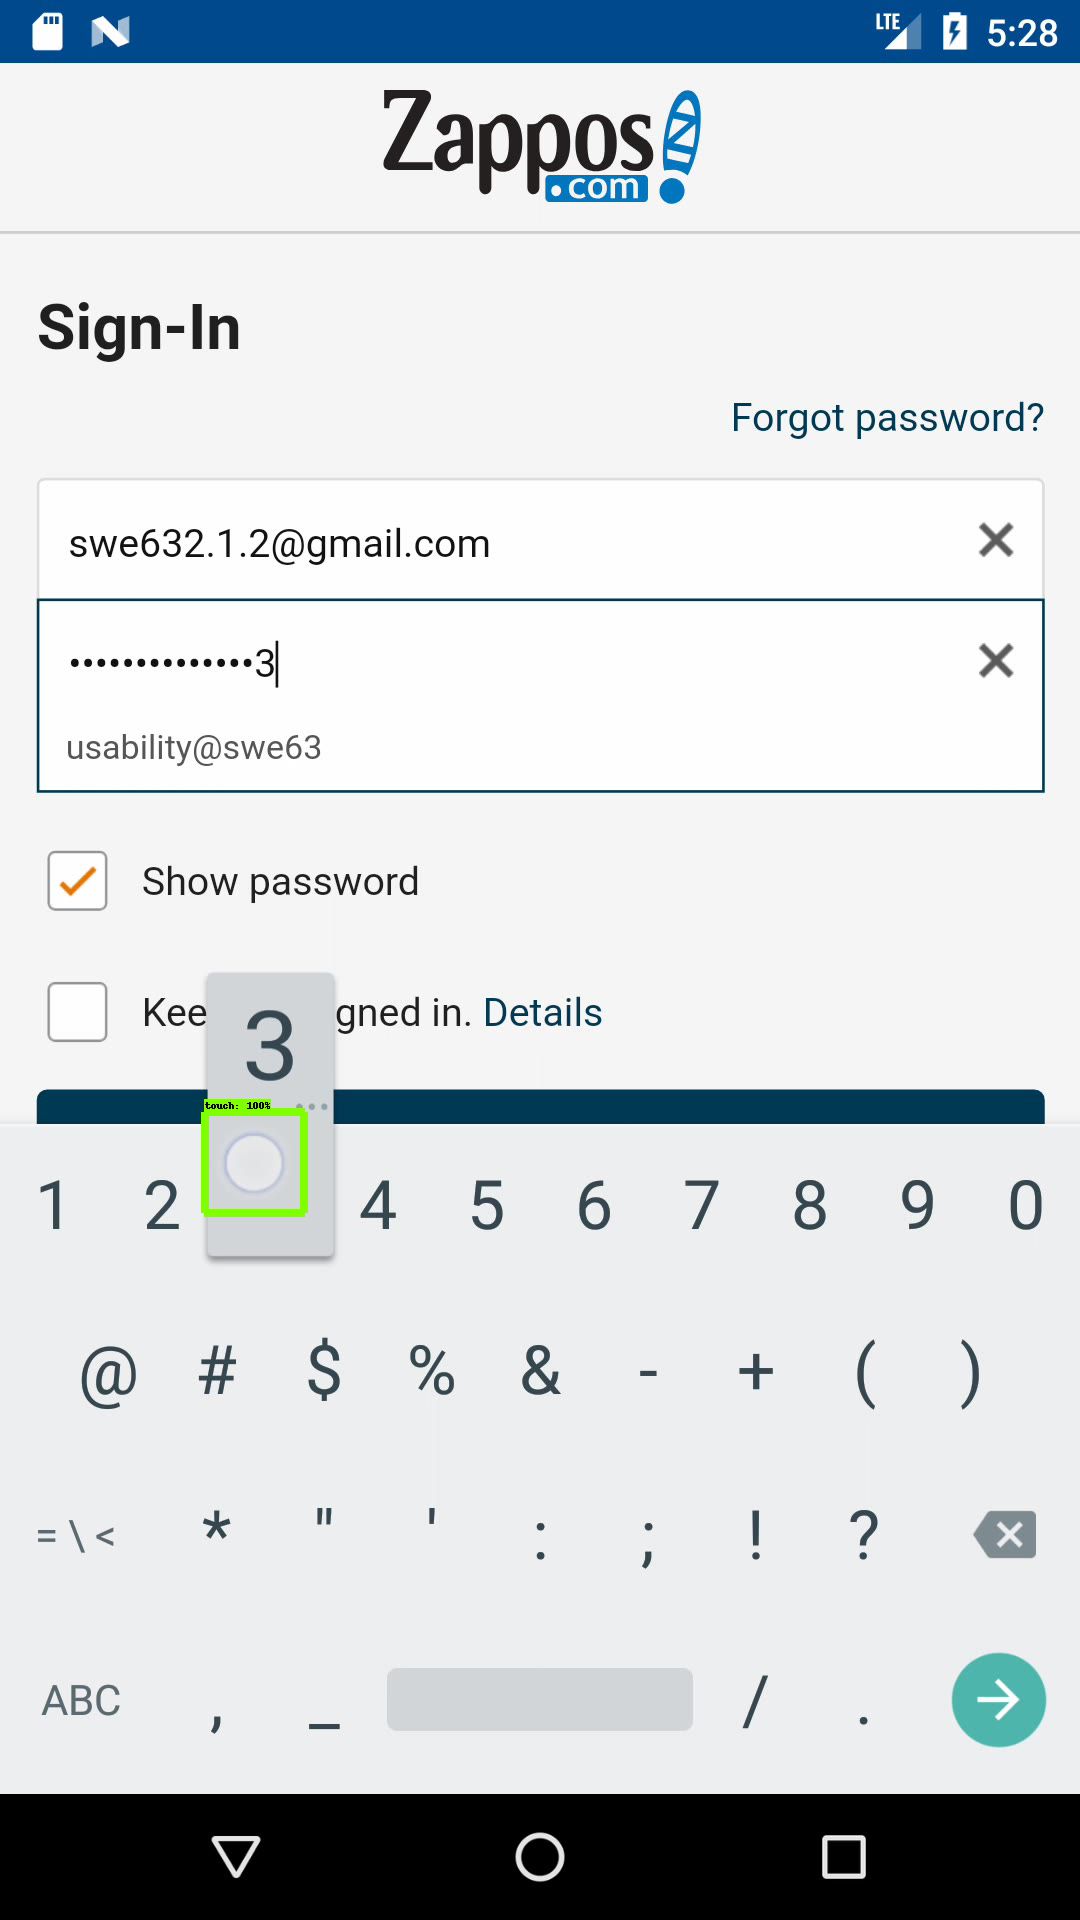 LTE 5:28
Zappos
.com
Sign-In
Forgot password?
swe632.1.2@gmail.com
••••••••••••••3
usability@swe63
Show password
Kee gned in. Details
3
touch: 100% ...
1 2 4 5 6 7 8 9 0
@ # $ % & - + ( )
= \ < * " ' : ; ! ?
ABC , _ / .